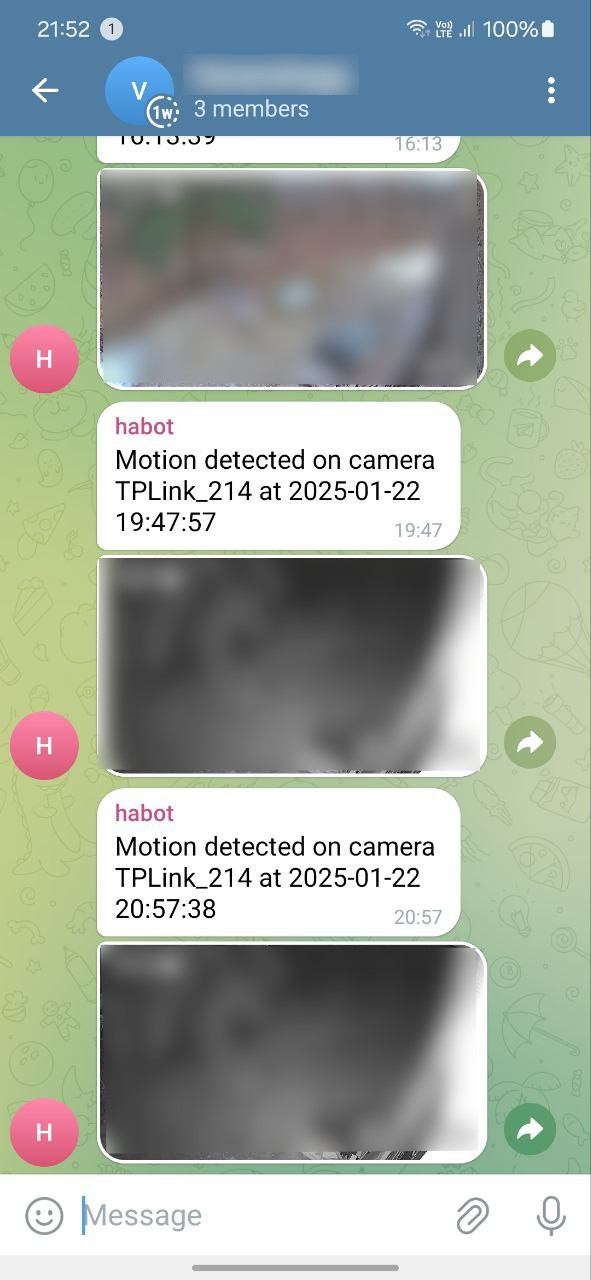 21:52 1 Vo)) LTE 100%
V
1w
3 members
16:13:39
16:13
H
habot
Motion detected on camera
TPLink_214 at 2025-01-22
19:47:57
19:47
H
habot
Motion detected on camera
TPLink_214 at 2025-01-22
20:57:38
20:57
H
Message